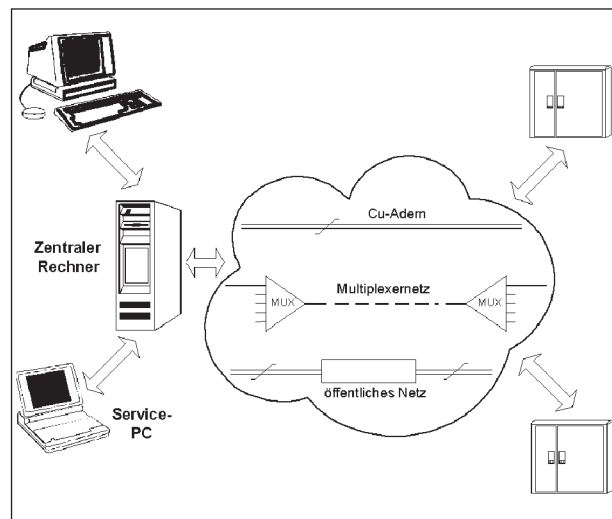 Cu-Adern
Zentraler
Rechner
Multiplexernetz
MUX
MUX
öffentliches Netz
Service-
PC